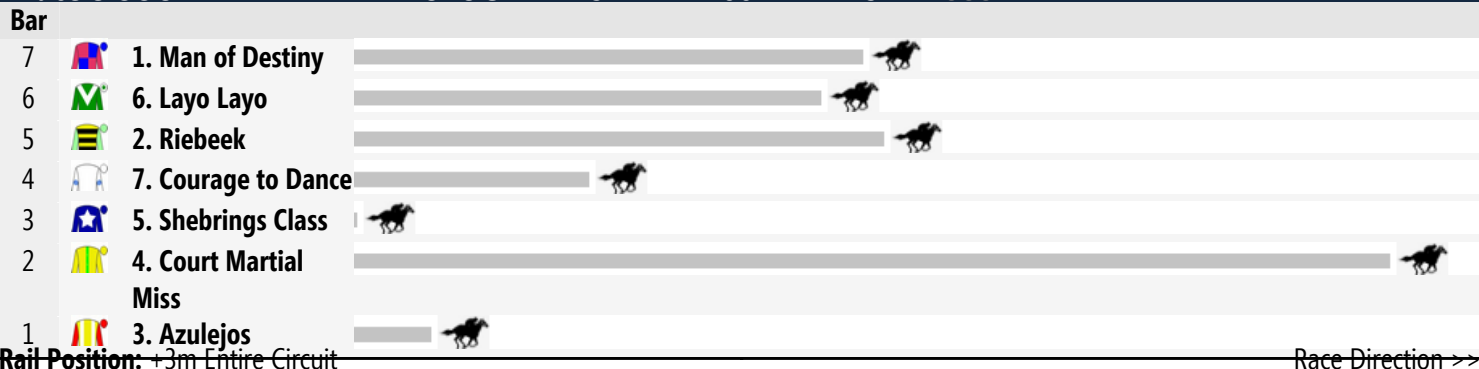 Bar
7 1. Man of Destiny
6 6. Layo Layo
5 2. Riebeek
4 7. Courage to Dance
3 5. Shebrings Class
2 4. Court Martial
Miss
1 3. Azulejos
Rail Position: +3m Entire Circuit Race Direction >>